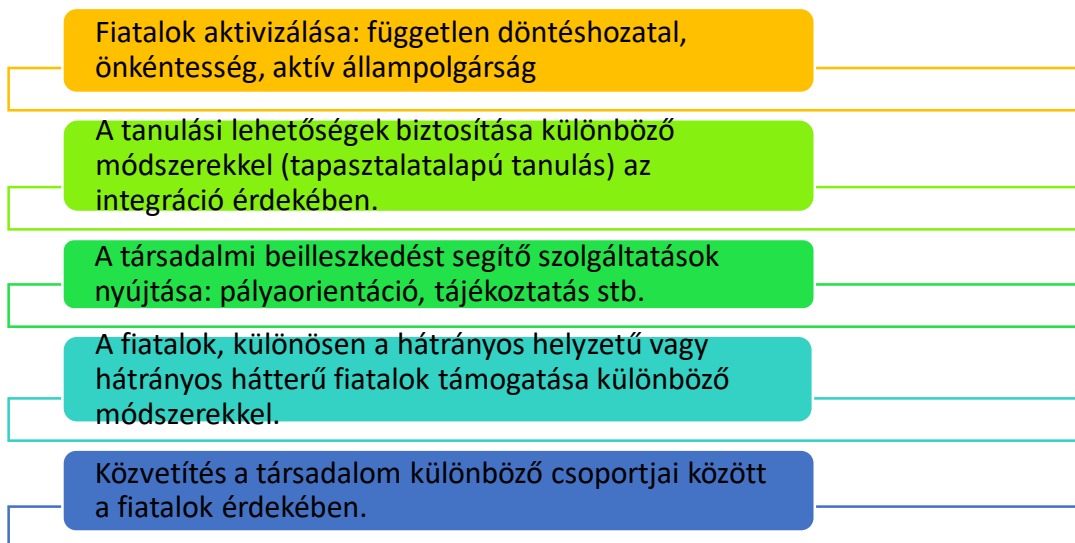 Fiatalok aktivizálása: független döntéshozatal,
önkéntesség, aktív állampolgárság
A tanulási lehetőségek biztosítása különböző
módszerekkel (tapasztalatalapú tanulás) az
integráció érdekében.
A társadalmi beilleszkedést segítő szolgáltatások
nyújtása: pályaorientáció, tájékoztatás stb.
A fiatalok, különösen a hátrányos helyzetű vagy
hátrányos hátterű fiatalok támogatása különböző
módszerekkel.
Közvetítés a társadalom különböző csoportjai között
a fiatalok érdekében.